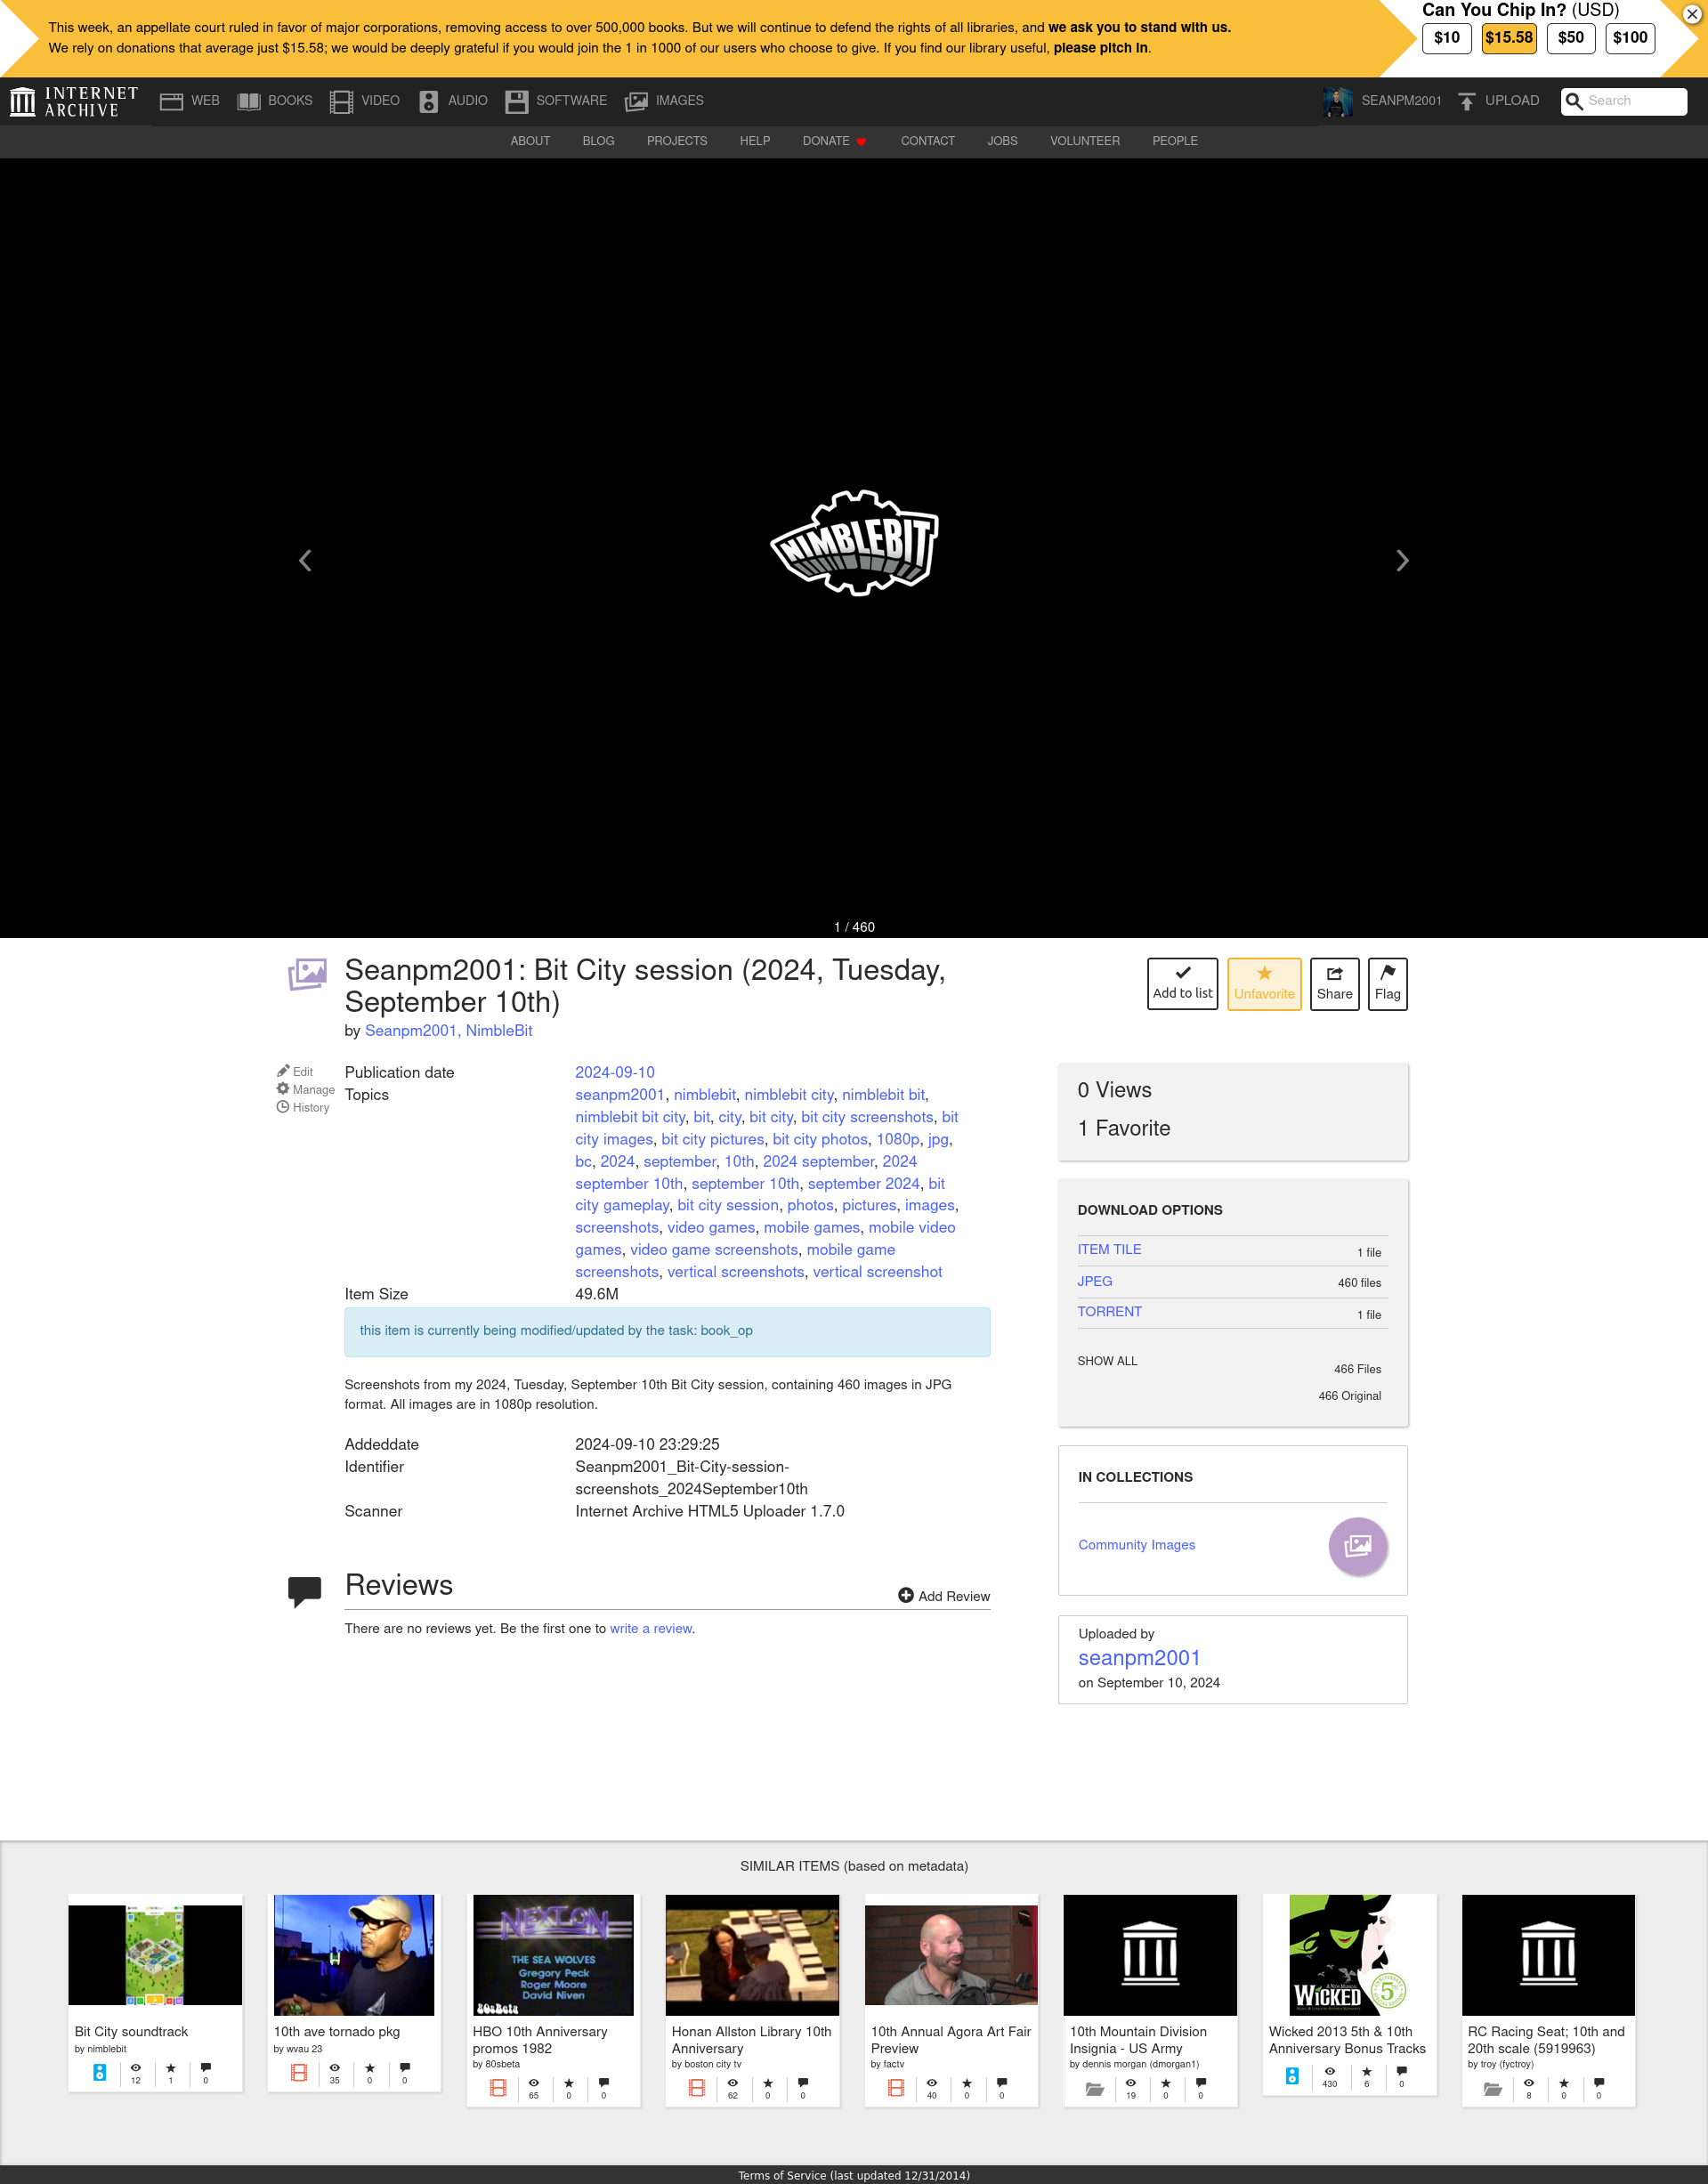 This week, an appellate court ruled in favor of major corporations, removing access to over 500,000 books. But we will continue to defend the rights of all libraries, and we ask you to stand with us.
We rely on donations that average just $15.58; we would be deeply grateful if you would join the 1 in 1000 of our users who choose to give. If you find our library useful, please pitch in.
Can You Chip In? (USD)
$10 $15.58 $50 $100
INTERNET ARCHIVE
WEB BOOKS VIDEO AUDIO SOFTWARE IMAGES SEANPM2001 UPLOAD Search
ABOUT BLOG PROJECTS HELP DONATE CONTACT JOBS VOLUNTEER PEOPLE
NIMBLEBIT
1 / 460
Seanpm2001: Bit City session (2024, Tuesday,
September 10th)
by Seanpm2001, NimbleBit
Add to list Unfavorite Share Flag
Edit
Manage
History
Publication date 2024-09-10
Topics seanpm2001, nimblebit, nimblebit city, nimblebit bit,
nimblebit bit city, bit, city, bit city, bit city screenshots, bit
city images, bit city pictures, bit city photos, 1080p, jpg,
bc, 2024, september, 10th, 2024 september, 2024
september 10th, september 10th, september 2024, bit
city gameplay, bit city session, photos, pictures, images,
screenshots, video games, mobile games, mobile video
games, video game screenshots, mobile game
screenshots, vertical screenshots, vertical screenshot
Item Size 49.6M
this item is currently being modified/updated by the task: book_op
Screenshots from my 2024, Tuesday, September 10th Bit City session, containing 460 images in JPG
format. All images are in 1080p resolution.
Addeddate 2024-09-10 23:29:25
Identifier Seanpm2001_Bit-City-session-
screenshots_2024September10th
Scanner Internet Archive HTML5 Uploader 1.7.0
Reviews
Add Review
There are no reviews yet. Be the first one to write a review.
0 Views
1 Favorite
DOWNLOAD OPTIONS
ITEM TILE 1 file
JPEG 460 files
TORRENT 1 file
SHOW ALL 466 Files
466 Original
IN COLLECTIONS
Community Images
Uploaded by
seanpm2001
on September 10, 2024
SIMILAR ITEMS (based on metadata)
Bit City soundtrack
by nimblebit
12 1 0
10th ave tornado pkg
by wvau 23
35 0 0
NEXT ON
THE SEA WOLVES
Gregory Peck
Roger Moore
David Niven
80sBeta
HBO 10th Anniversary
promos 1982
by 80sbeta
65 0 0
Honan Allston Library 10th
Anniversary
by boston city tv
62 0 0
10th Annual Agora Art Fair
Preview
by factv
40 0 0
10th Mountain Division
Insignia - US Army
by dennis morgan (dmorgan1)
19 0 0
WICKED
5th
Wicked 2013 5th & 10th
Anniversary Bonus Tracks
430 6 0
RC Racing Seat; 10th and
20th scale (5919963)
by troy (fyctroy)
8 0 0
Terms of Service (last updated 12/31/2014)